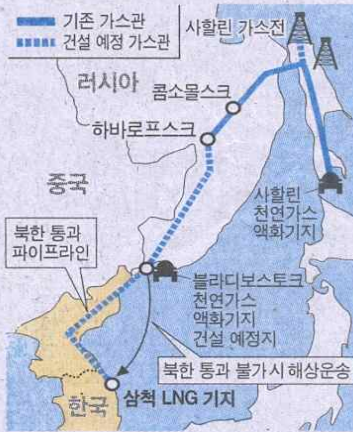 기존 가스관
건설 예정 가스관
사할린 가스전
러시아
콤소몰스크
하바로프스크
중국
사할린
천연가스
액화기지
북한 통과
파이프라인
블라디보스토크
천연가스
액화기지
건설 예정지
북한 통과 불가시 해상운송
한국
삼척 LNG 기지